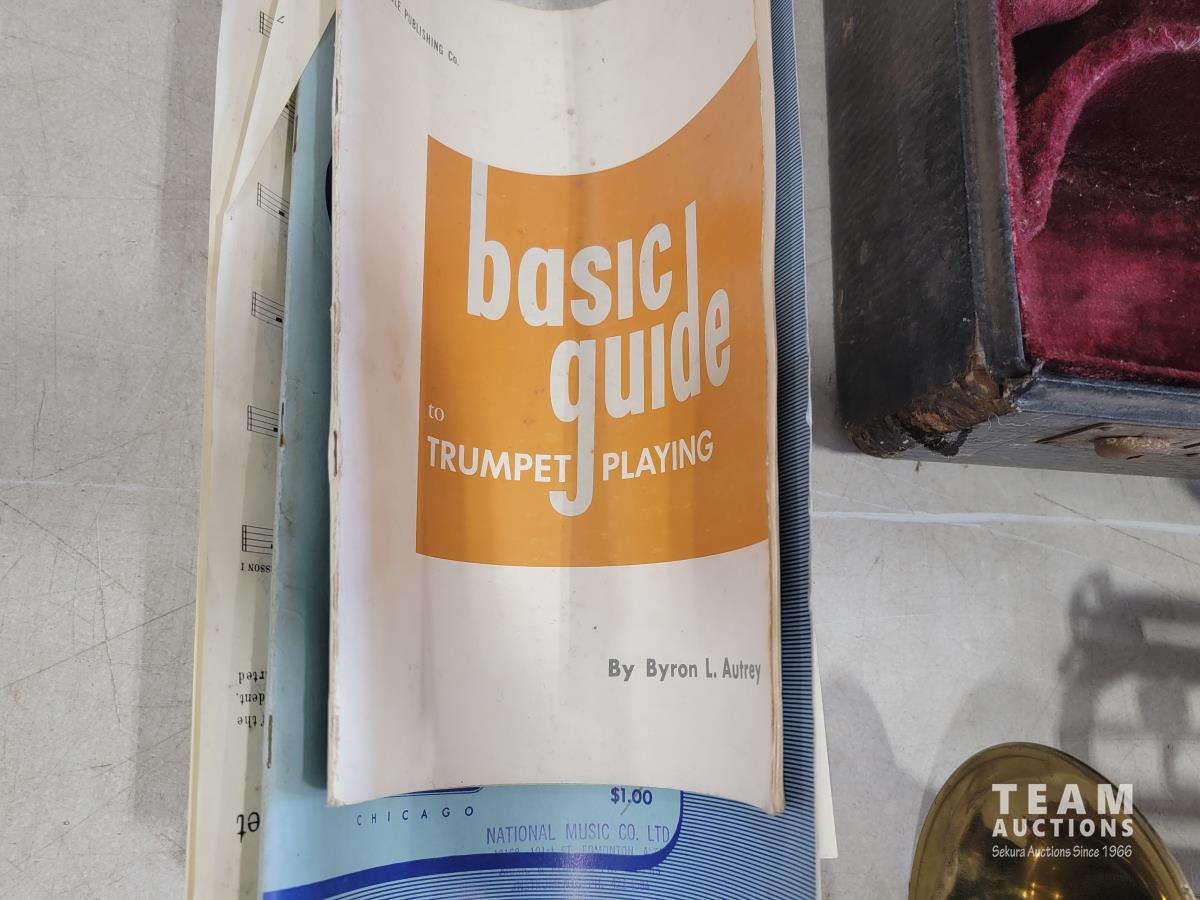 PUBLISHING Co.
basic
guide
to
TRUMPET PLAYING
By Byron L. Autrey
$1.00
CHICAGO
NATIONAL MUSIC CO. LTD
EDMONTON
TEAM
AUCTIONS
Sekura Auctions Since 1966